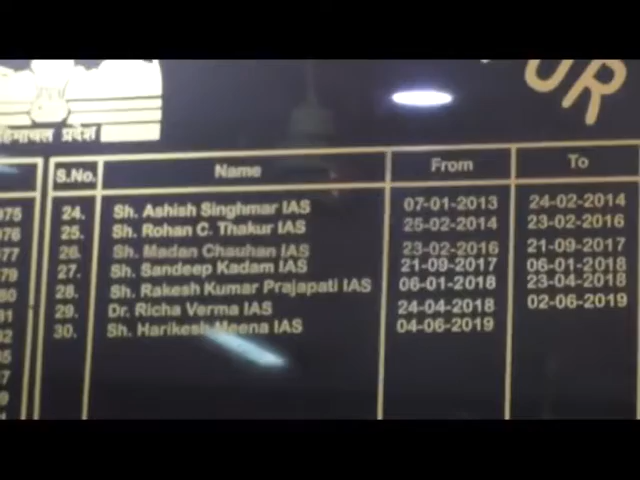 UR
हिमाचल प्रदेश
S.No. Name From To
975 24. Sh. Ashish Singhmar IAS 07-01-2013 24-02-2014
976 25. Sh. Rohan C. Thakur IAS 25-02-2014 23-02-2016
977 26. Sh. Madan Chauhan IAS 23-02-2016 21-09-2017
979 27. Sh. Sandeep Kadam IAS 21-09-2017 06-01-2018
28. Sh. Rakesh Kumar Prajapati IAS 06-01-2018 23-04-2018
29. Dr. Richa Verma IAS 24-04-2018 02-06-2019
30. Sh. Harikesh Meena IAS 04-06-2019